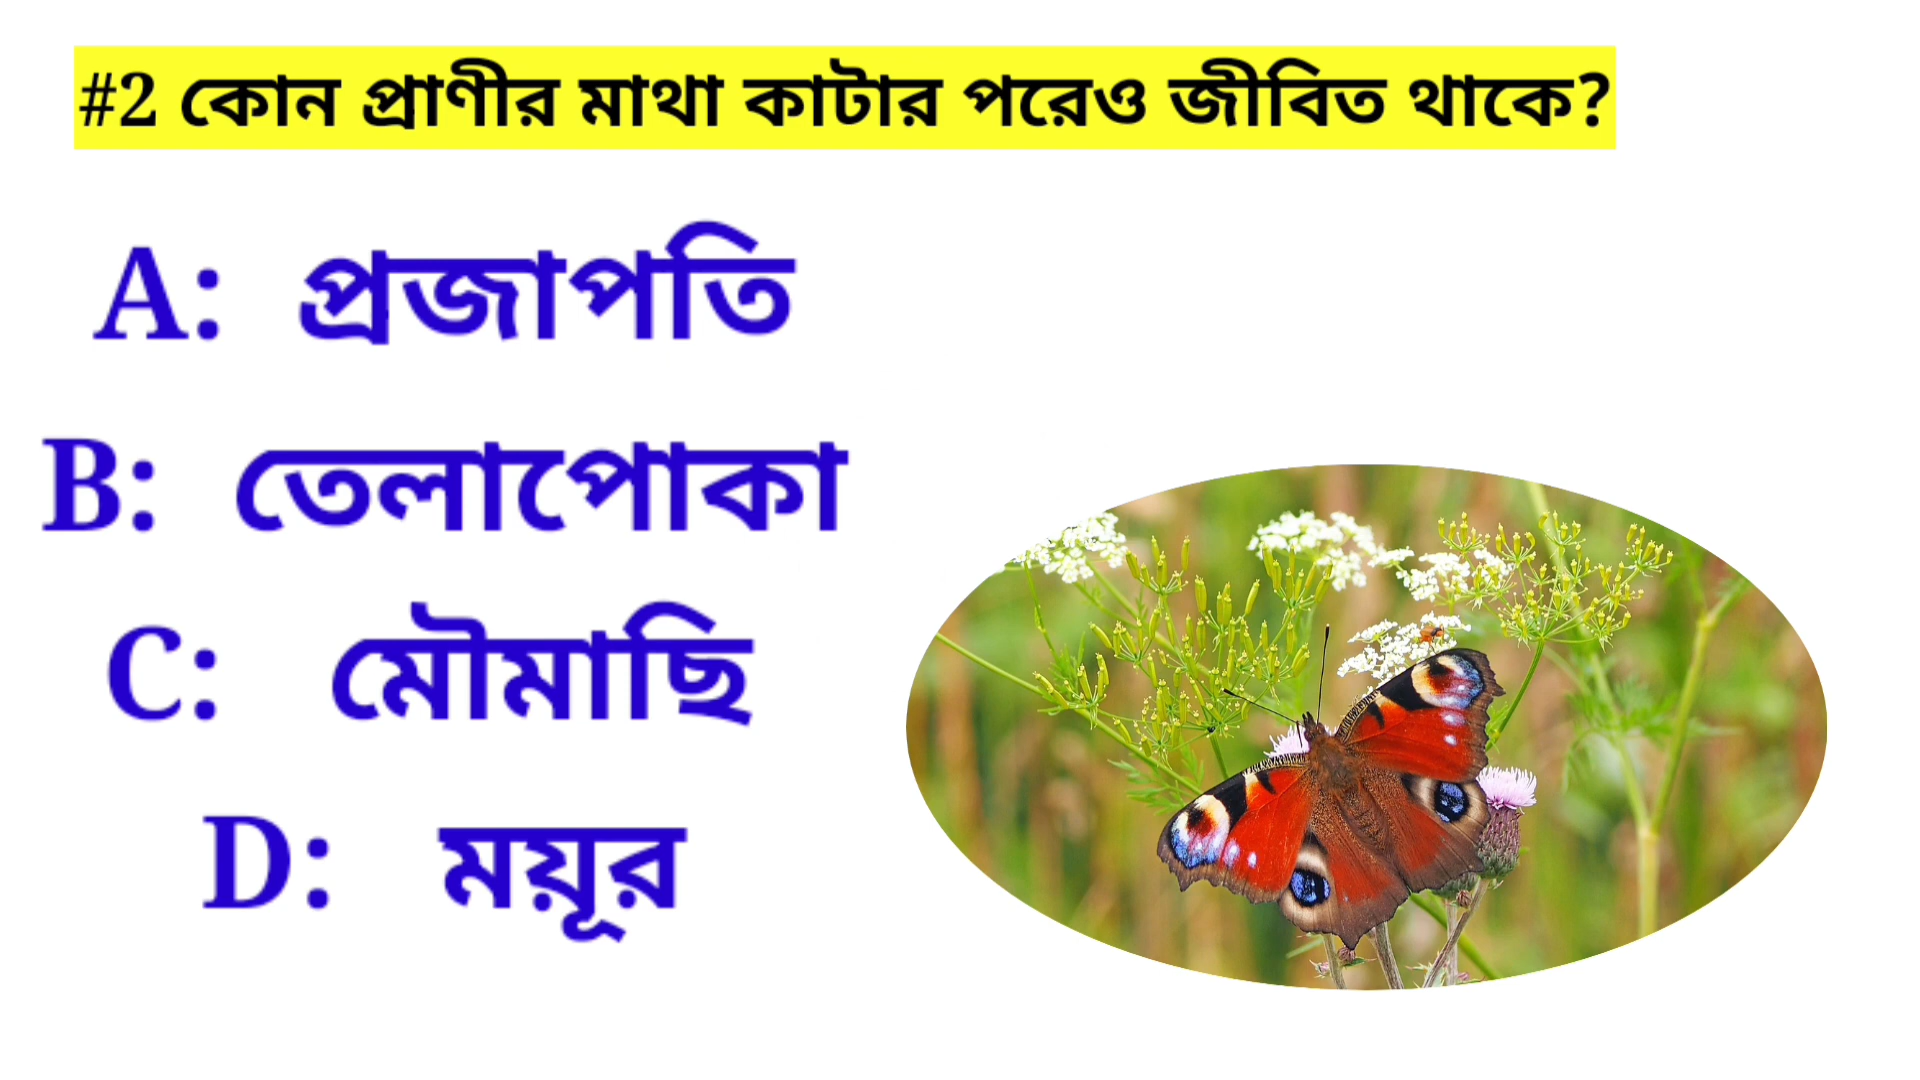 #2 কোন প্রাণীর মাথা কাটার পরেও জীবিত থাকে?
A: প্রজাপতি
B: তেলাপোকা
C: মৌমাছি
D: ময়ূর